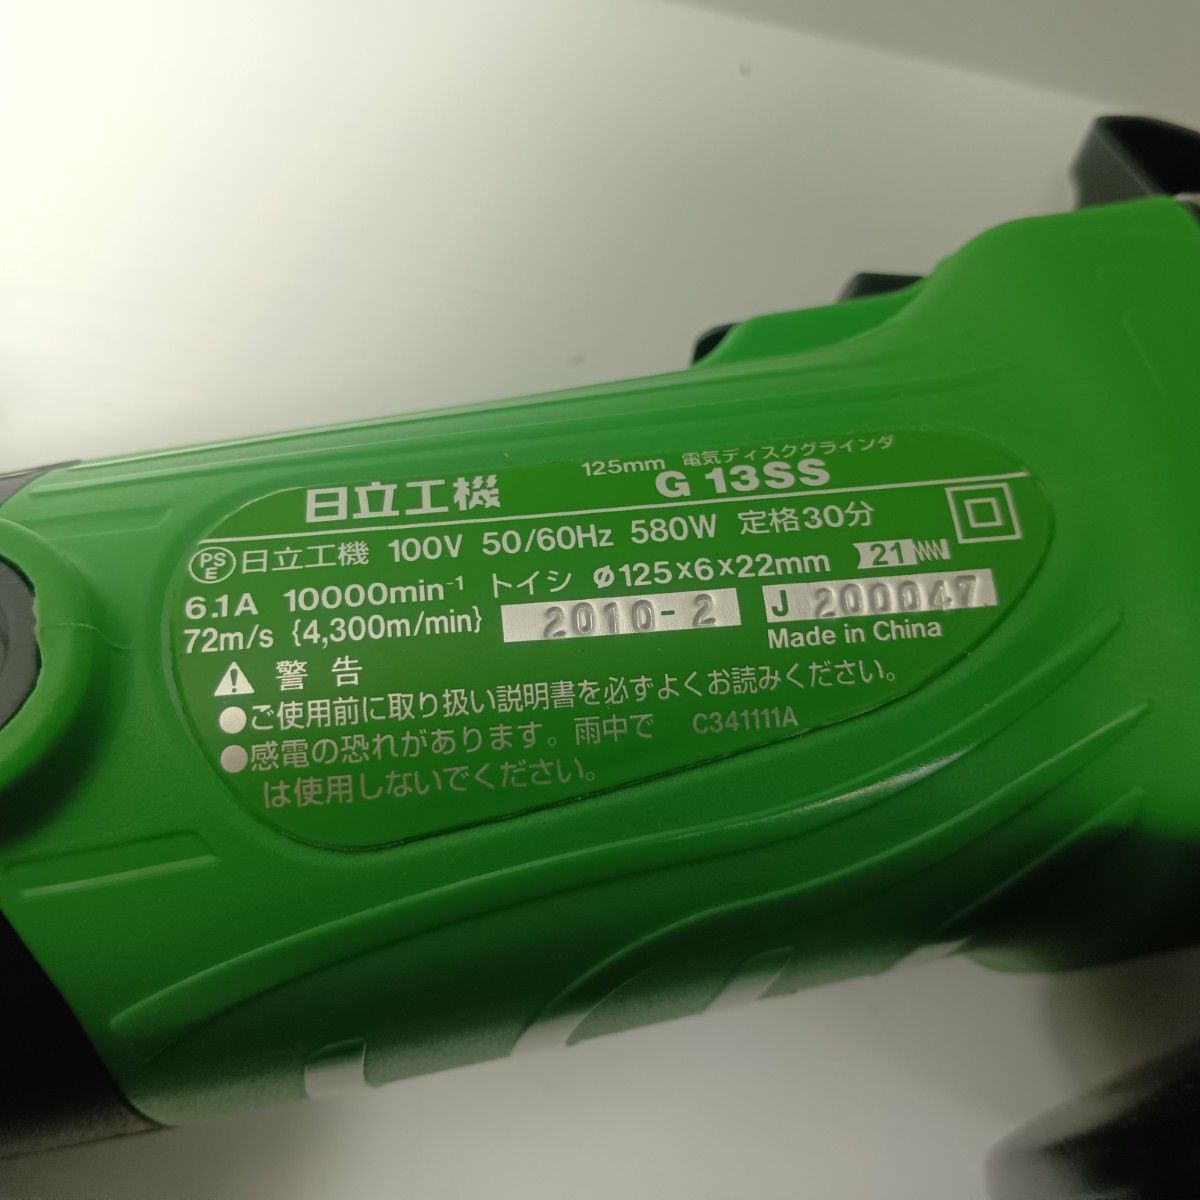 125mm 電気ディスクグラインダ
日立工機 G 13SS
PSE 日立工機 100V 50/60Hz 580W 定格30分
6.1A 10000min⁻¹ トイシ φ125×6×22mm 21
72m/s {4,300m/min} 2010-2 J 200047
Made in China
警告
●ご使用前に取り扱い説明書を必ずよくお読みください。
●感電の恐れがあります。雨中で C341111A
は使用しないでください。